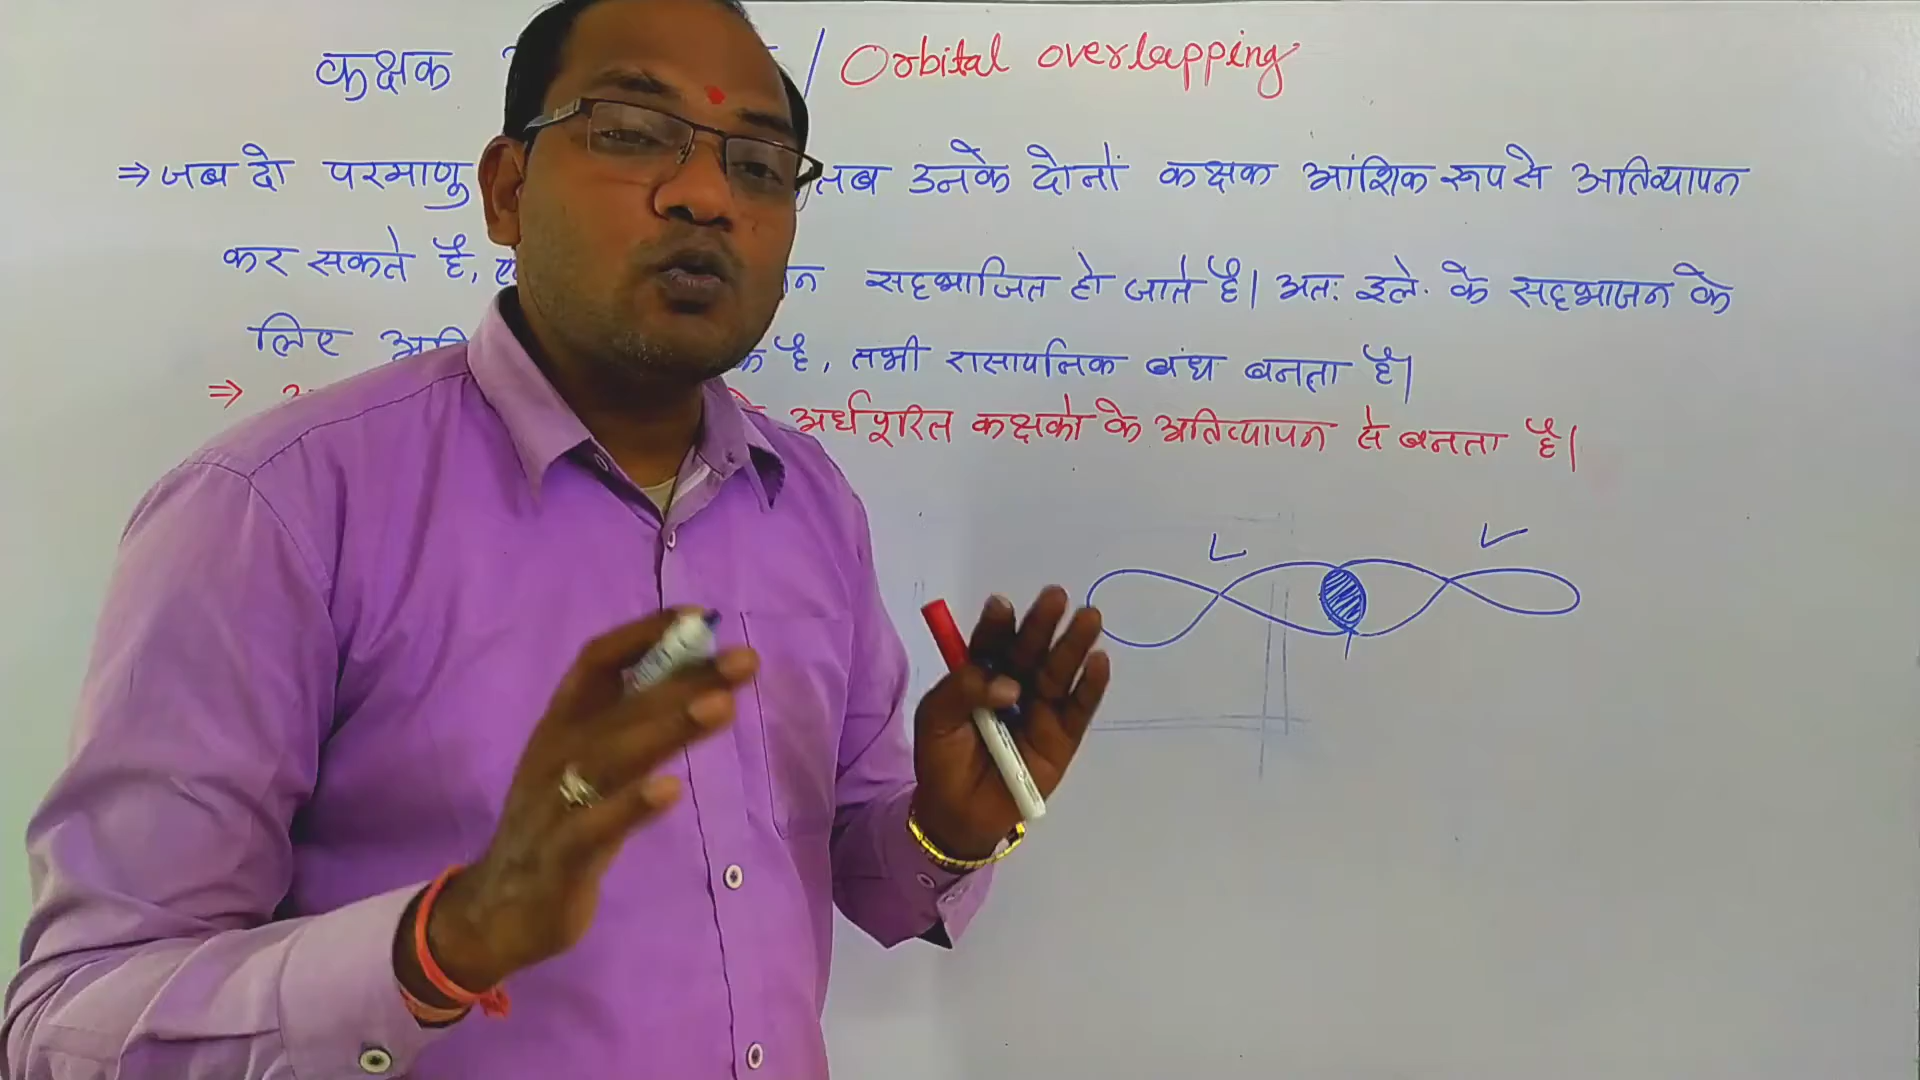 कक्षक / Orbital overlapping
⇒ जब दो परमाणु तब उनके दोनों कक्षक आंशिक रूप से अतिव्यापन
कर सकते है, सहभाजित हो जाते है। अतः इले. के सहभाजन के
लिए है, तभी रासायनिक बंध बनता है।
⇒ अर्धपूरित कक्षको के अतिव्यापन से बनता है।